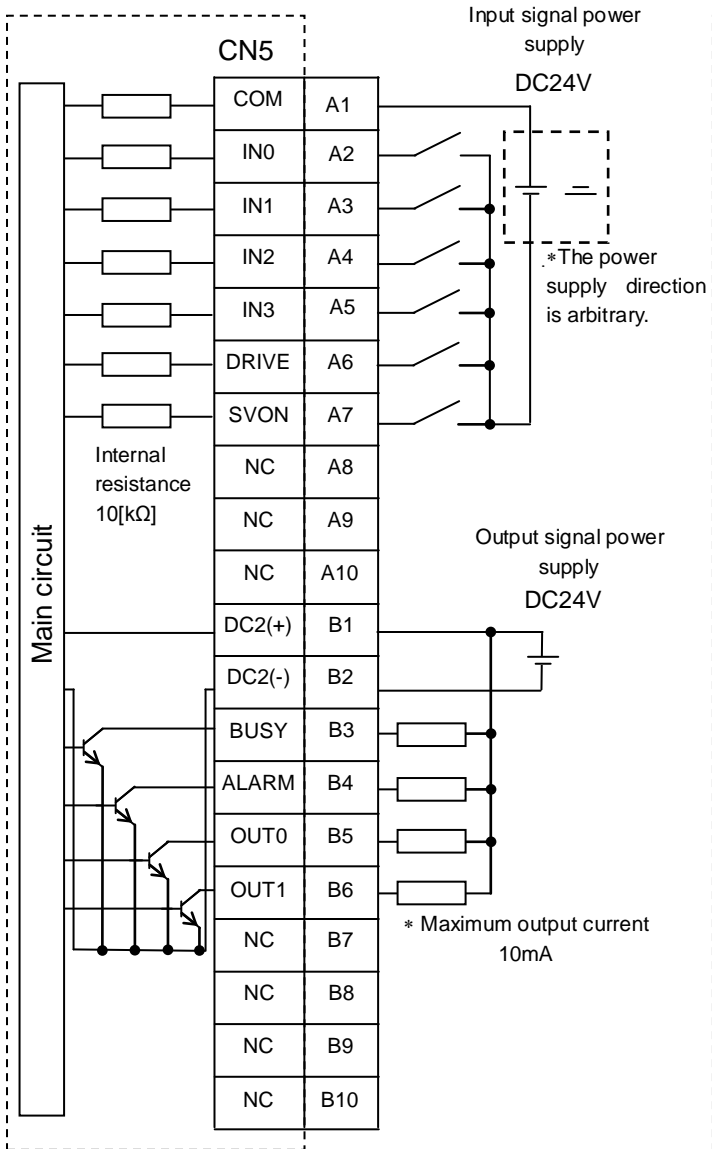 Input signal power
supply
DC24V
CN5
COM A1
IN0 A2
IN1 A3
IN2 A4
IN3 A5
DRIVE A6
SVON A7
NC A8
NC A9
NC A10
DC2(+) B1
DC2(-) B2
BUSY B3
ALARM B4
OUT0 B5
OUT1 B6
NC B7
NC B8
NC B9
NC B10
Main circuit
Internal
resistance
10[kΩ]
.*The power
supply direction
is arbitrary.
Output signal power
supply
DC24V
* Maximum output current
10mA